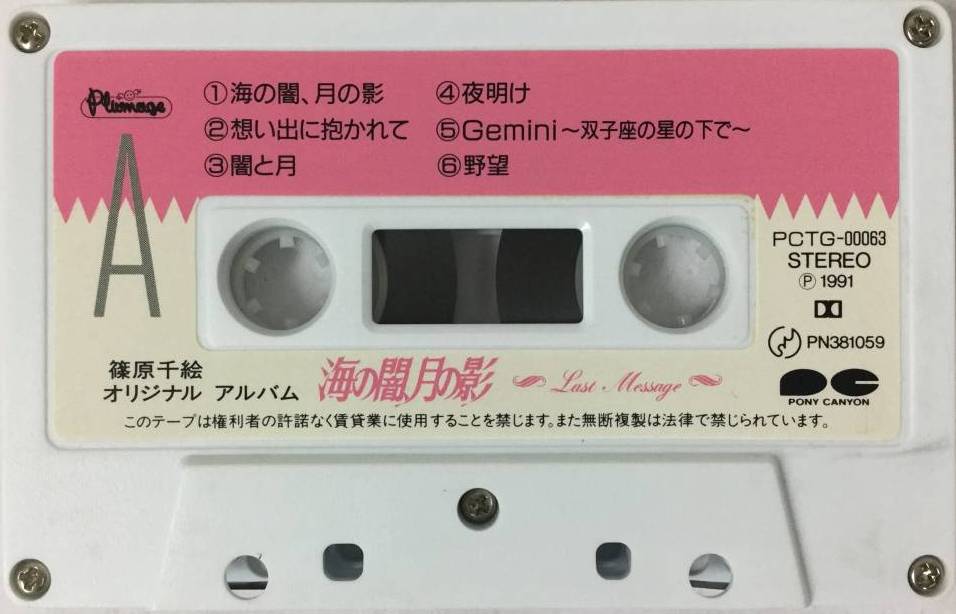 Plumage
①海の闇、月の影
②想い出に抱かれて
③闇と月
④夜明け
⑤Gemini～双子座の星の下で～
⑥野望
A
PCTG-00063
STEREO
Ⓟ 1991
PN381059
篠原千絵
オリジナル アルバム
海の闇、月の影
Last Message
PC
PONY CANYON
このテープは権利者の許諾なく賃貸業に使用することを禁じます。また無断複製は法律で禁じられています。